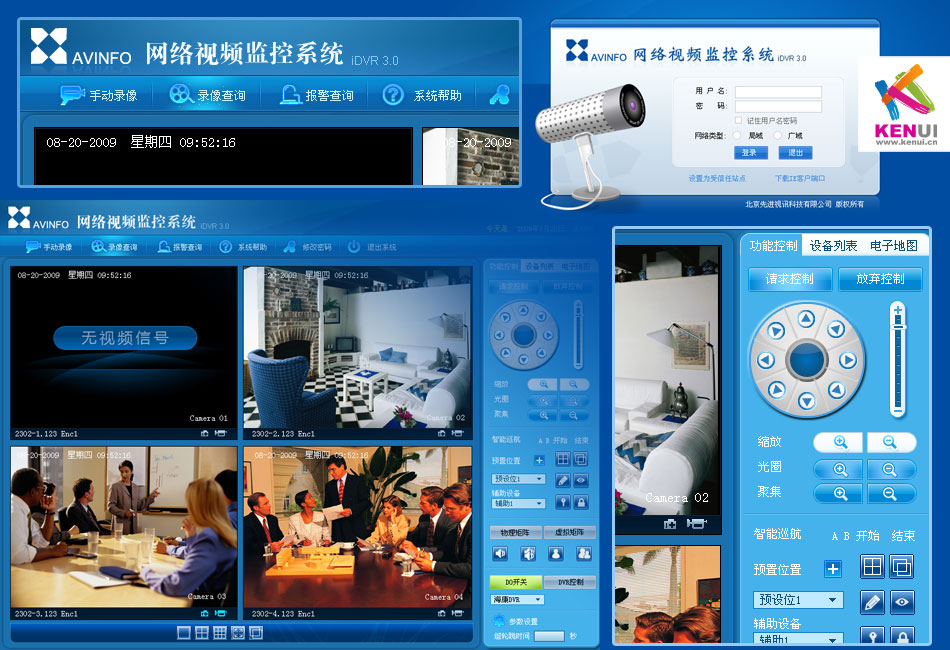 AVINFO 网络视频监控系统 iDVR 3.0
手动录像 录像查询 报警查询 系统帮助
08-20-2009 星期四 09:52:16
08-20-2009
AVINFO 网络视频监控系统 iDVR 3.0
用 户 名:
密 码:
记住用户名密码
网络类型: 局域 广域
登录 退出
设置为受信任站点 下载IE客户端口
北京先进视讯科技有限公司 版权所有
KENUI
www.kenui.cn
AVINFO 网络视频监控系统 iDVR 3.0
手动录像 录像查询 报警查询 系统帮助 修改密码 退出系统
08-20-2009 星期四 09:52:16
无视频信号
Camera 01
2302-1.123 Enc1
08-20-2009 星期四 09:52:16
Camera 02
2302-2.123 Enc1
08-20-2009 星期四 09:52:16
Camera 03
2302-3.123 Enc1
08-20-2009 星期四 09:52:16
Camera 04
2302-4.123 Enc1
功能控制 设备列表 电子地图
请求控制 放弃控制
缩放
光圈
聚集
智能巡航 A B 开始 结束
预置位置
预设位1
辅助设备
辅助1
物理矩阵 虚拟矩阵
DO开关 DVR控制
海康DVR
参数设置
秒
Camera 02
功能控制 设备列表 电子地图
请求控制 放弃控制
缩放
光圈
聚集
智能巡航 A B 开始 结束
预置位置
预设位1
辅助设备
辅助1